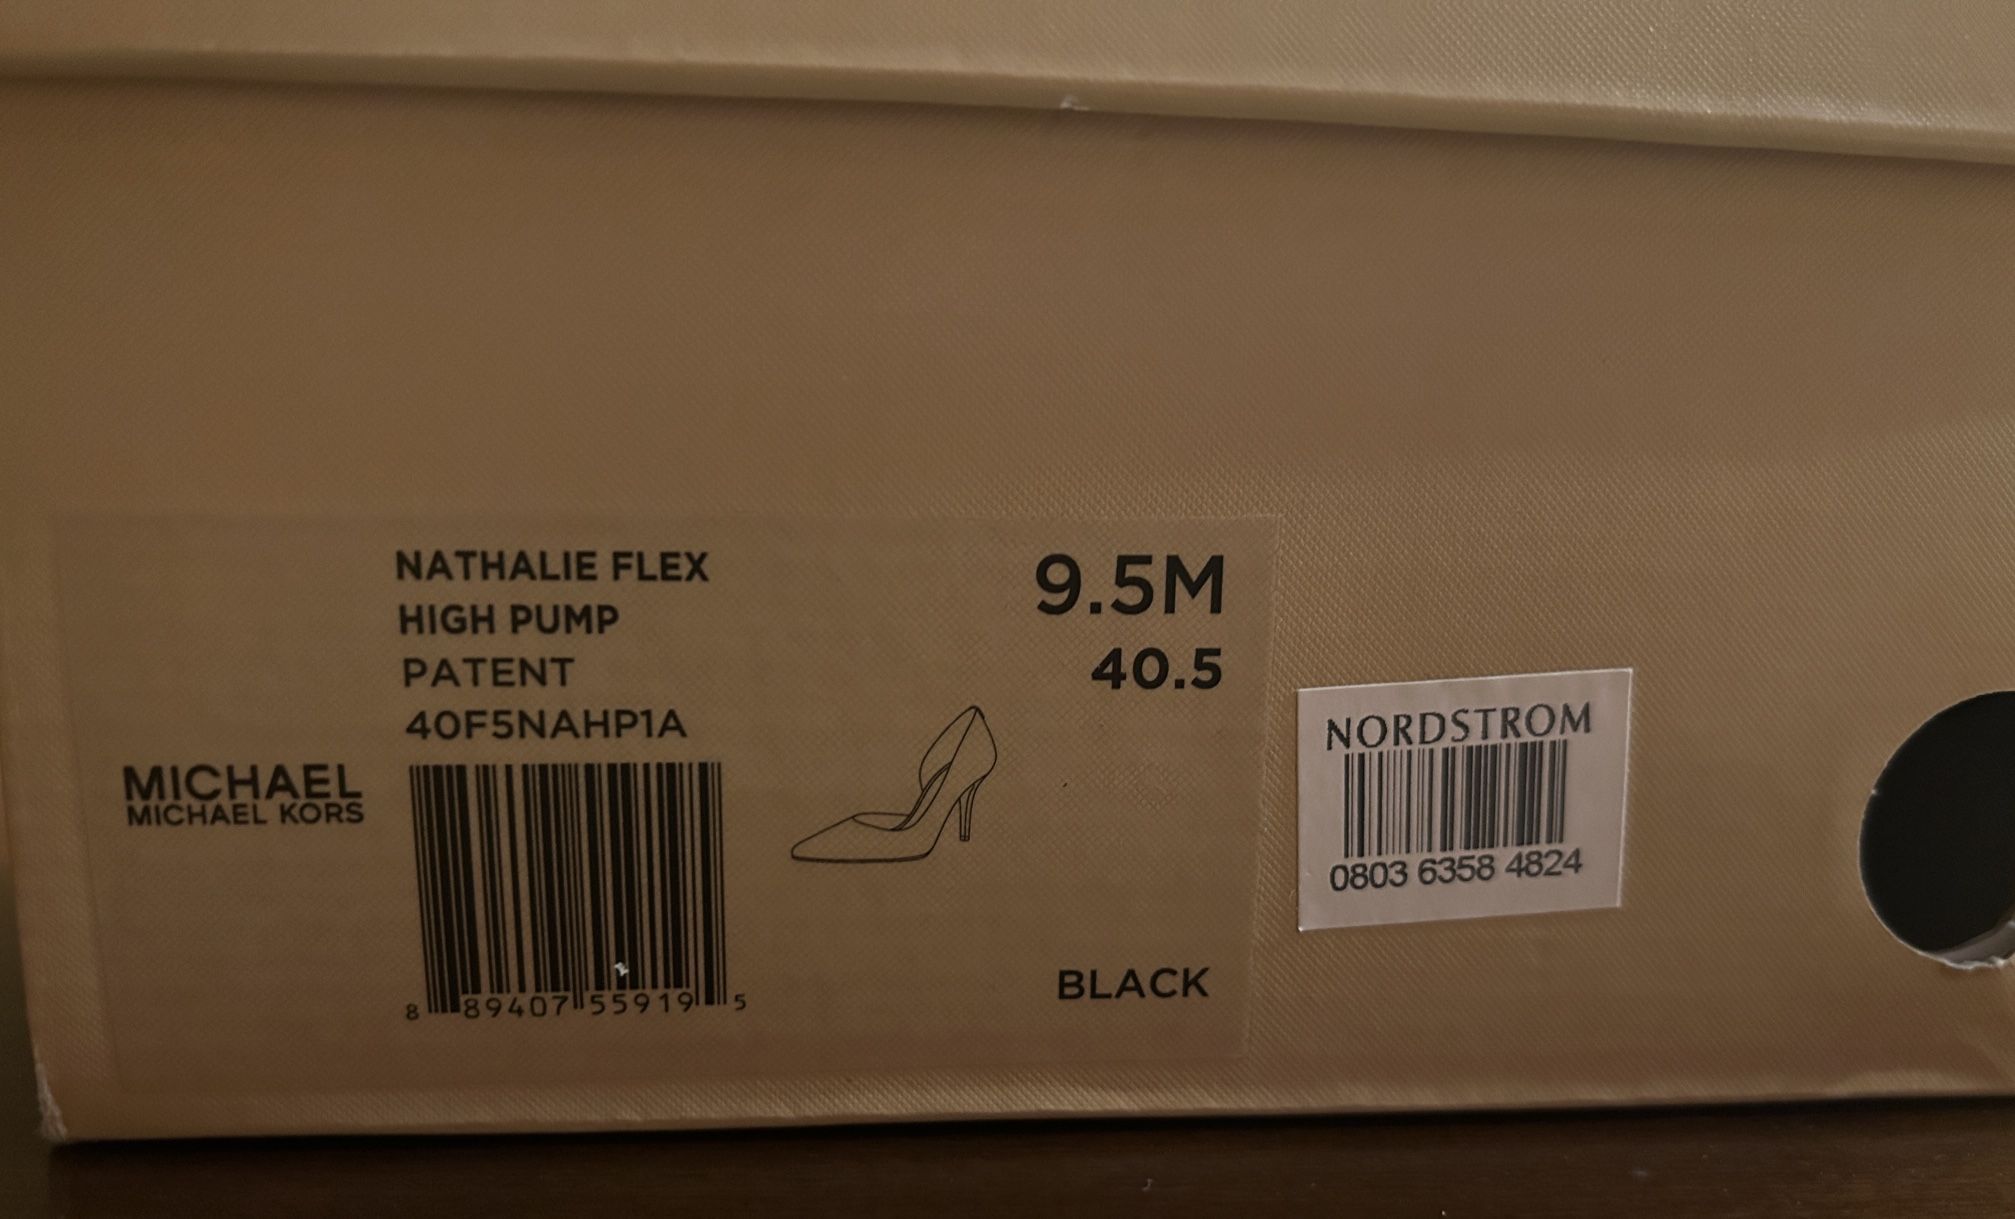 NATHALIE FLEX
HIGH PUMP
PATENT
40F5NAHP1A
9.5M
40.5
MICHAEL
MICHAEL KORS
8 89407 55919 5
BLACK
NORDSTROM
0803 6358 4824